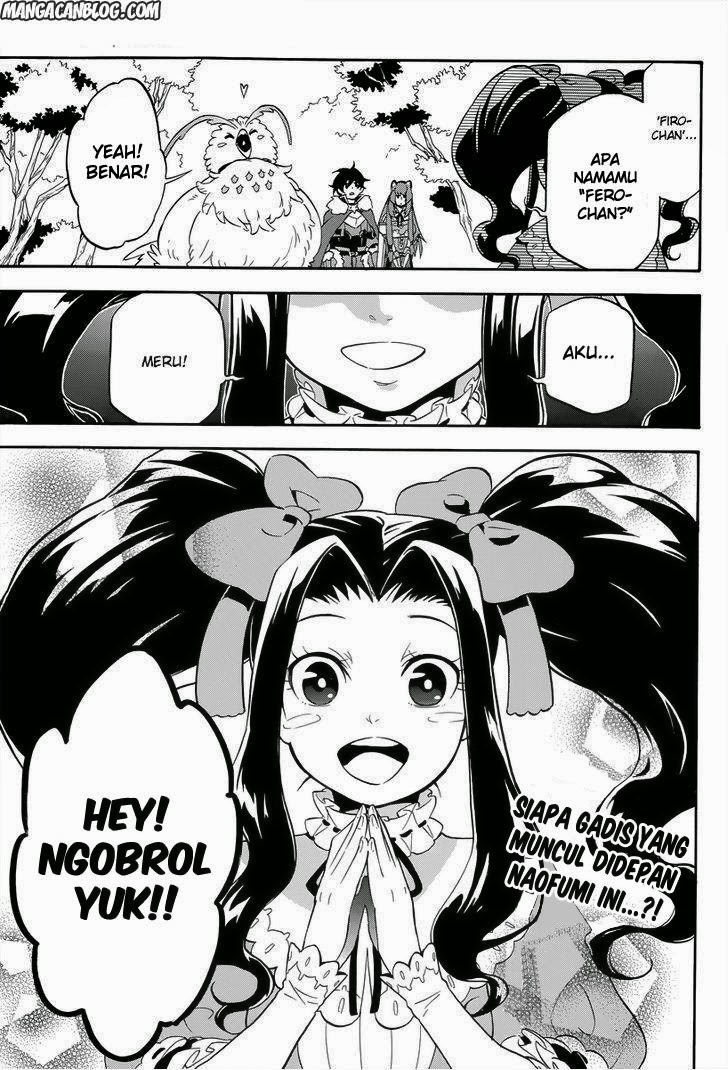 MANGACANBLOG.COM
'FIRO-
CHAN'...
APA
NAMAMU
"FERO-
CHAN?"
YEAH!
BENAR!
AKU...
MERU!
HEY!
NGOBROL
YUK!!
SIAPA GADIS YANG
MUNCUL DIDEPAN
NAOFUMI INI...?!